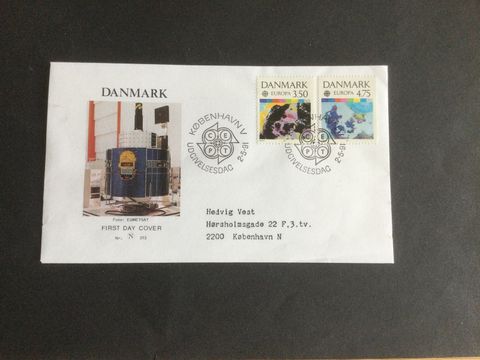 DANMARK
Foto: EUMETSAT
FIRST DAY COVER
Nr. N 203
DANMARK
EUROPA 3.50
DANMARK
EUROPA 4.75
KØBENHAVN V
C E
P T
UDGIVELSESDAG 2-5-91
C E
P T
UDGIVELSESDAG 2-5-91
Hedvig Vest
Hørsholmsgade 22 F,3.tv.
2200 København N